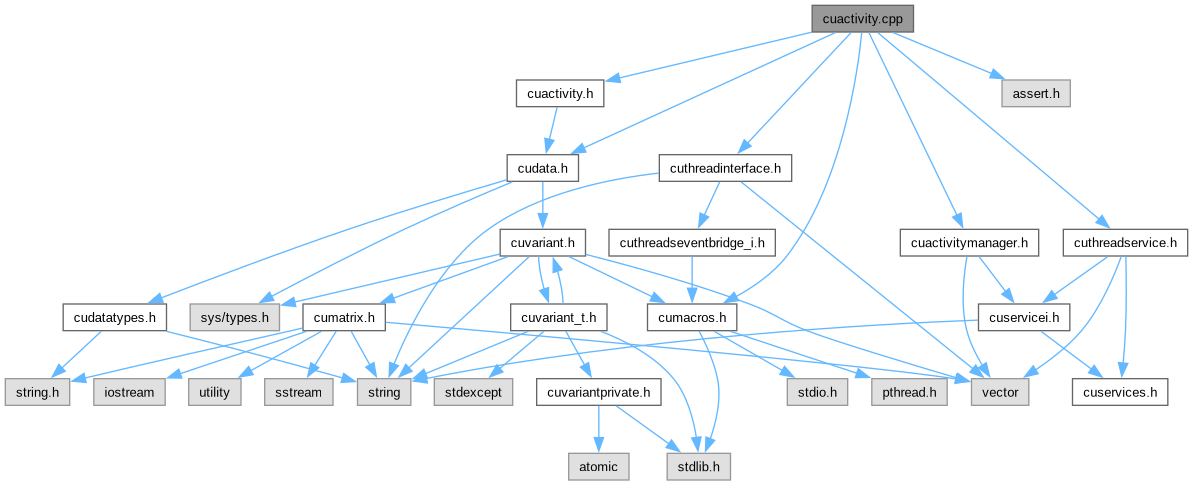 cuactivity.cpp
cuactivity.h
assert.h
cudata.h
cuthreadinterface.h
cuvariant.h
cuthreadseventbridge_i.h
cuactivitymanager.h
cuthreadservice.h
cudatatypes.h
sys/types.h
cumatrix.h
cuvariant_t.h
cumacros.h
cuservicei.h
string.h
iostream
utility
sstream
string
stdexcept
cuvariantprivate.h
stdio.h
pthread.h
vector
cuservices.h
atomic
stdlib.h